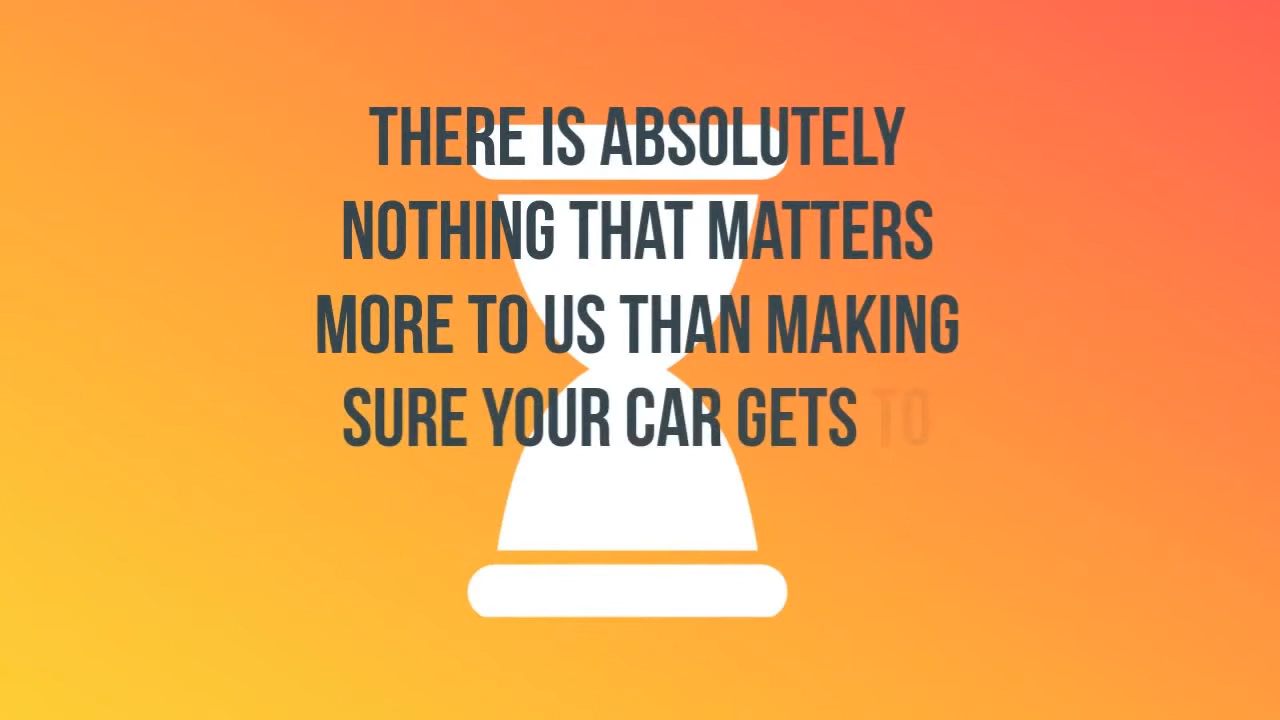 THERE IS ABSOLUTELY
NOTHING THAT MATTERS
MORE TO US THAN MAKING
SURE YOUR CAR GETS TO